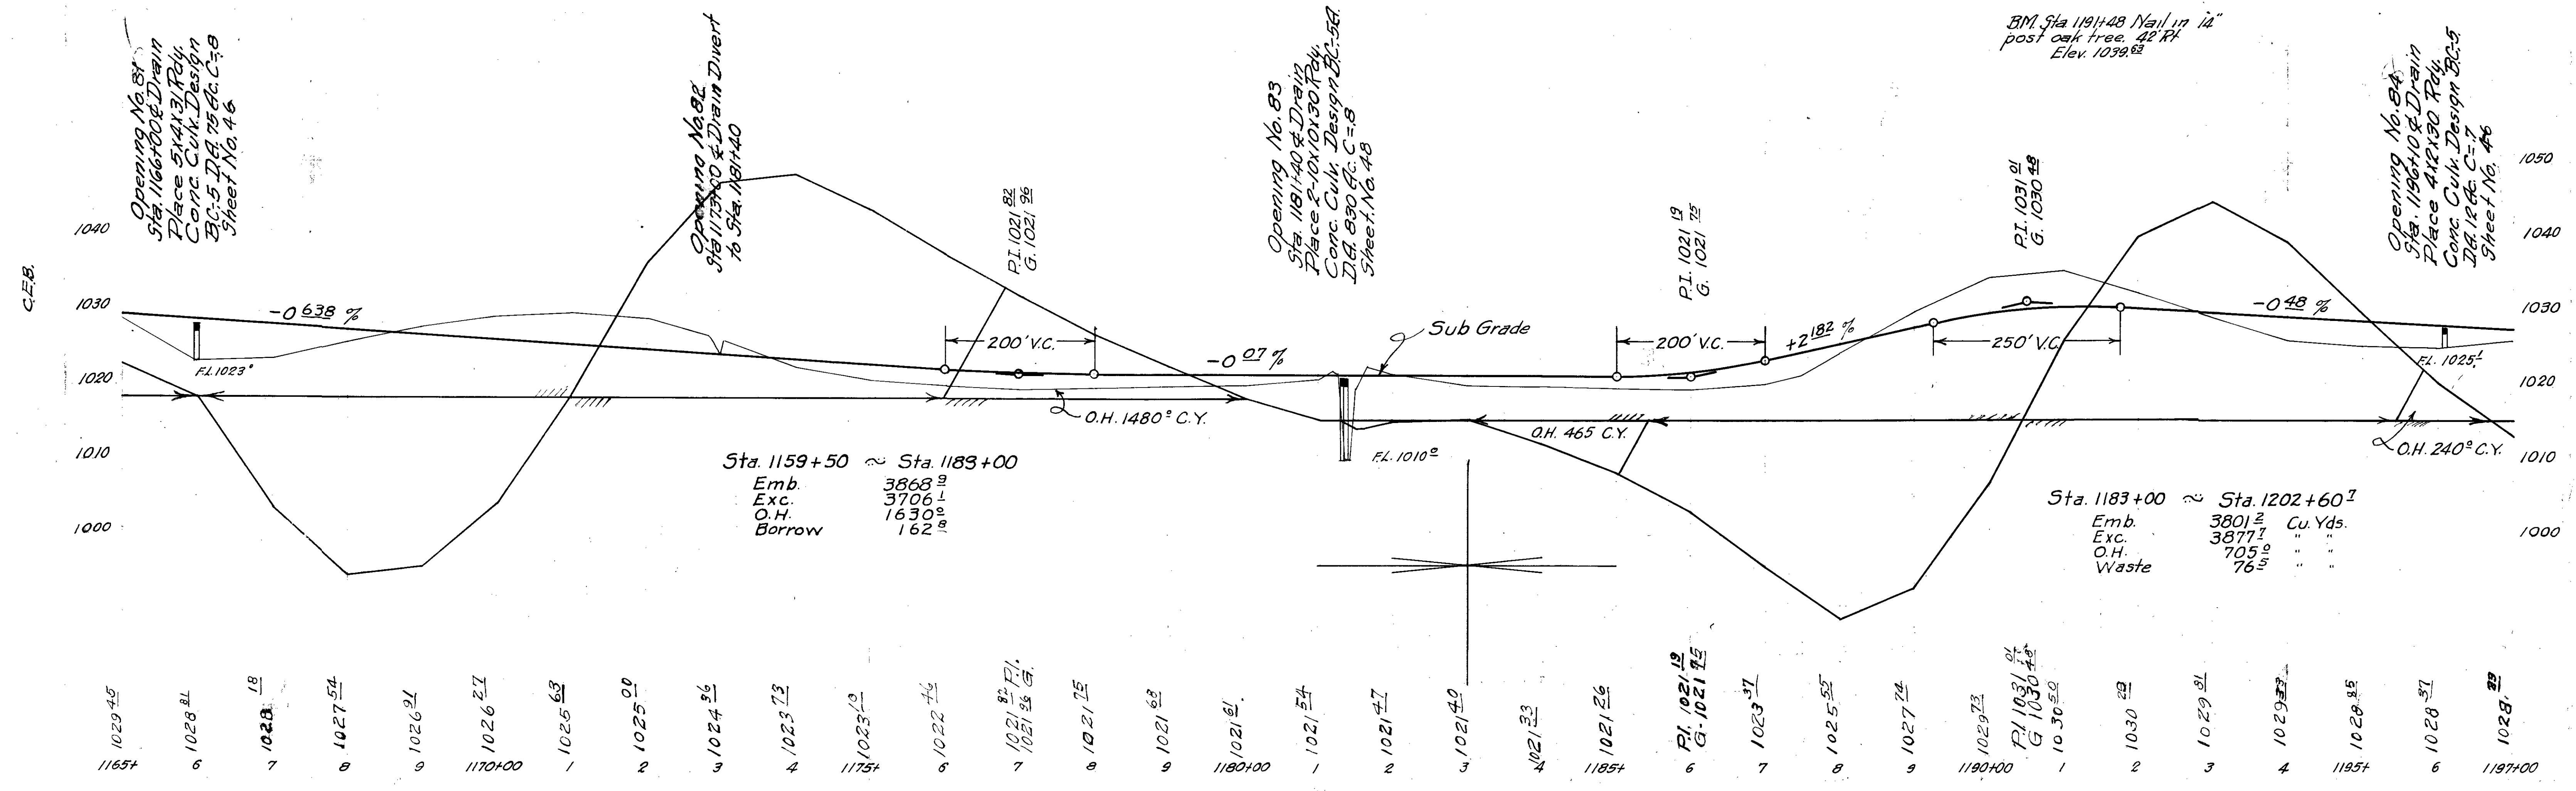 BM. Sta 1191+48 Nail in 14"
post oak tree. 42' Rt
Elev. 1039.63
Opening No. 81
Sta. 1166+00 ¢ Drain
Place 5x4x31 Rdy.
Conc. Culv. Design
BC-5 D.A. 75 Ac. C=.8
Sheet No. 46
Opening No. 82
Sta 1173+00 ¢ Drain Divert
to Sta. 1181+40
P.I. 1021 82
G. 1021 96
Opening No. 83
Sta. 1181+40 ¢ Drain
Place 2-10x10x30 Rdy.
Conc. Culv. Design BC-5A.
D.A. 830 Ac. C=.8
Sheet No. 48
P.I. 1021 19
G. 1021 75
P.I. 1031 01
G. 1030 48
Opening No. 84
Sta. 1196+10 ¢ Drain
Place 4x2x30 Rdy.
Conc. Culv. Design BC-5
D.A. 12 Ac. C=.7
Sheet No. 46
C.E.B.
1040
1030
1020
1010
1000
1050
1040
1030
1020
1010
1000
-0 638 %
200' V.C.
-0 07 %
Sub Grade
200' V.C.
+2 182 %
250' V.C.
-0 48 %
F.L. 1023 0
O.H. 1480 0 C.Y.
F.L. 1010 0
O.H. 465 C.Y.
F.L. 1025 1
O.H. 240 0 C.Y.
Sta. 1159+50 ~ Sta. 1183+00
Emb. 3868 9
Exc. 3706 1
O.H. 1630 0
Borrow 162 8
Sta. 1183+00 ~ Sta. 1202+60 7
Emb. 3801 2 Cu. Yds.
Exc. 3877 7 " "
O.H. 705 0 " "
Waste 76 5 " "
1029 45
1028 81
1028 18
1027 54
1026 91
1026 27
1025 63
1025 00
1024 36
1023 73
1023 10
1022 46
1021 82 P.I.
1021 96 G.
1021 75
1021 68
1021 61
1021 54
1021 47
1021 40
1021 33
1021 26
P.I. 1021 19
G - 1021 75
1023 37
1025 55
1027 74
1029 73
P.I. 1031 01
G 1030 48
1030 50
1030 29
1029 81
1029 33
1028 85
1028 37
1028. 89
1165+ 6 7 8 9 1170+00 1 2 3 4 1175+ 6 7 8 9 1180+00 1 2 3 4 1185+ 6 7 8 9 1190+00 1 2 3 4 1195+ 6 1197+00